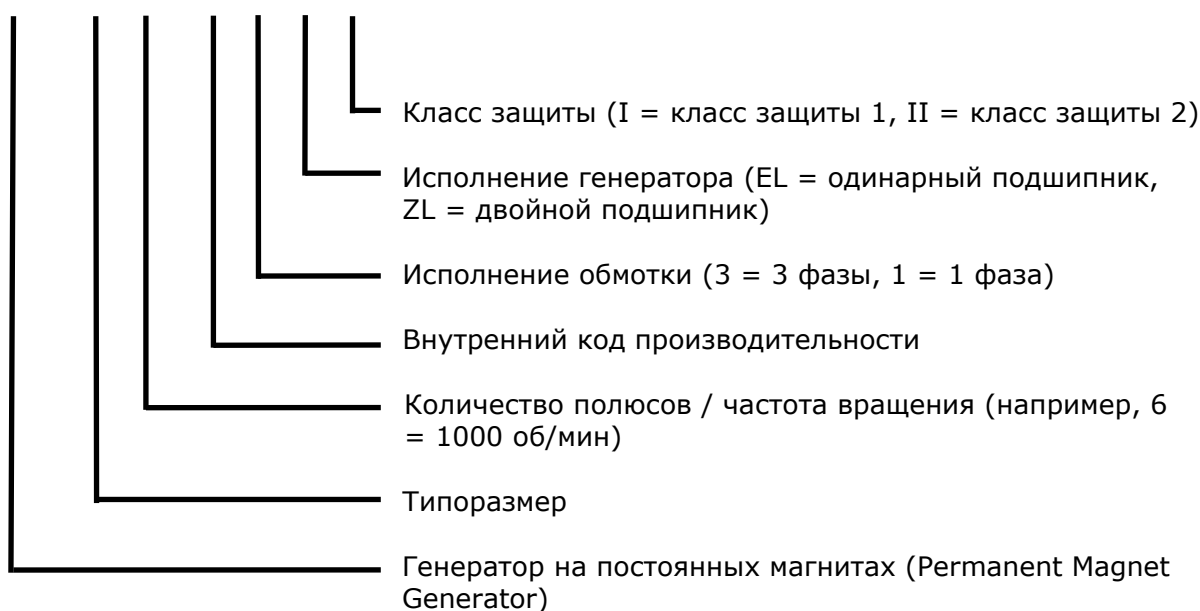 Класс защиты (I = класс защиты 1, II = класс защиты 2)
Исполнение генератора (EL = одинарный подшипник,
ZL = двойной подшипник)
Исполнение обмотки (3 = 3 фазы, 1 = 1 фаза)
Внутренний код производительности
Количество полюсов / частота вращения (например, 6
= 1000 об/мин)
Типоразмер
Генератор на постоянных магнитах (Permanent Magnet
Generator)